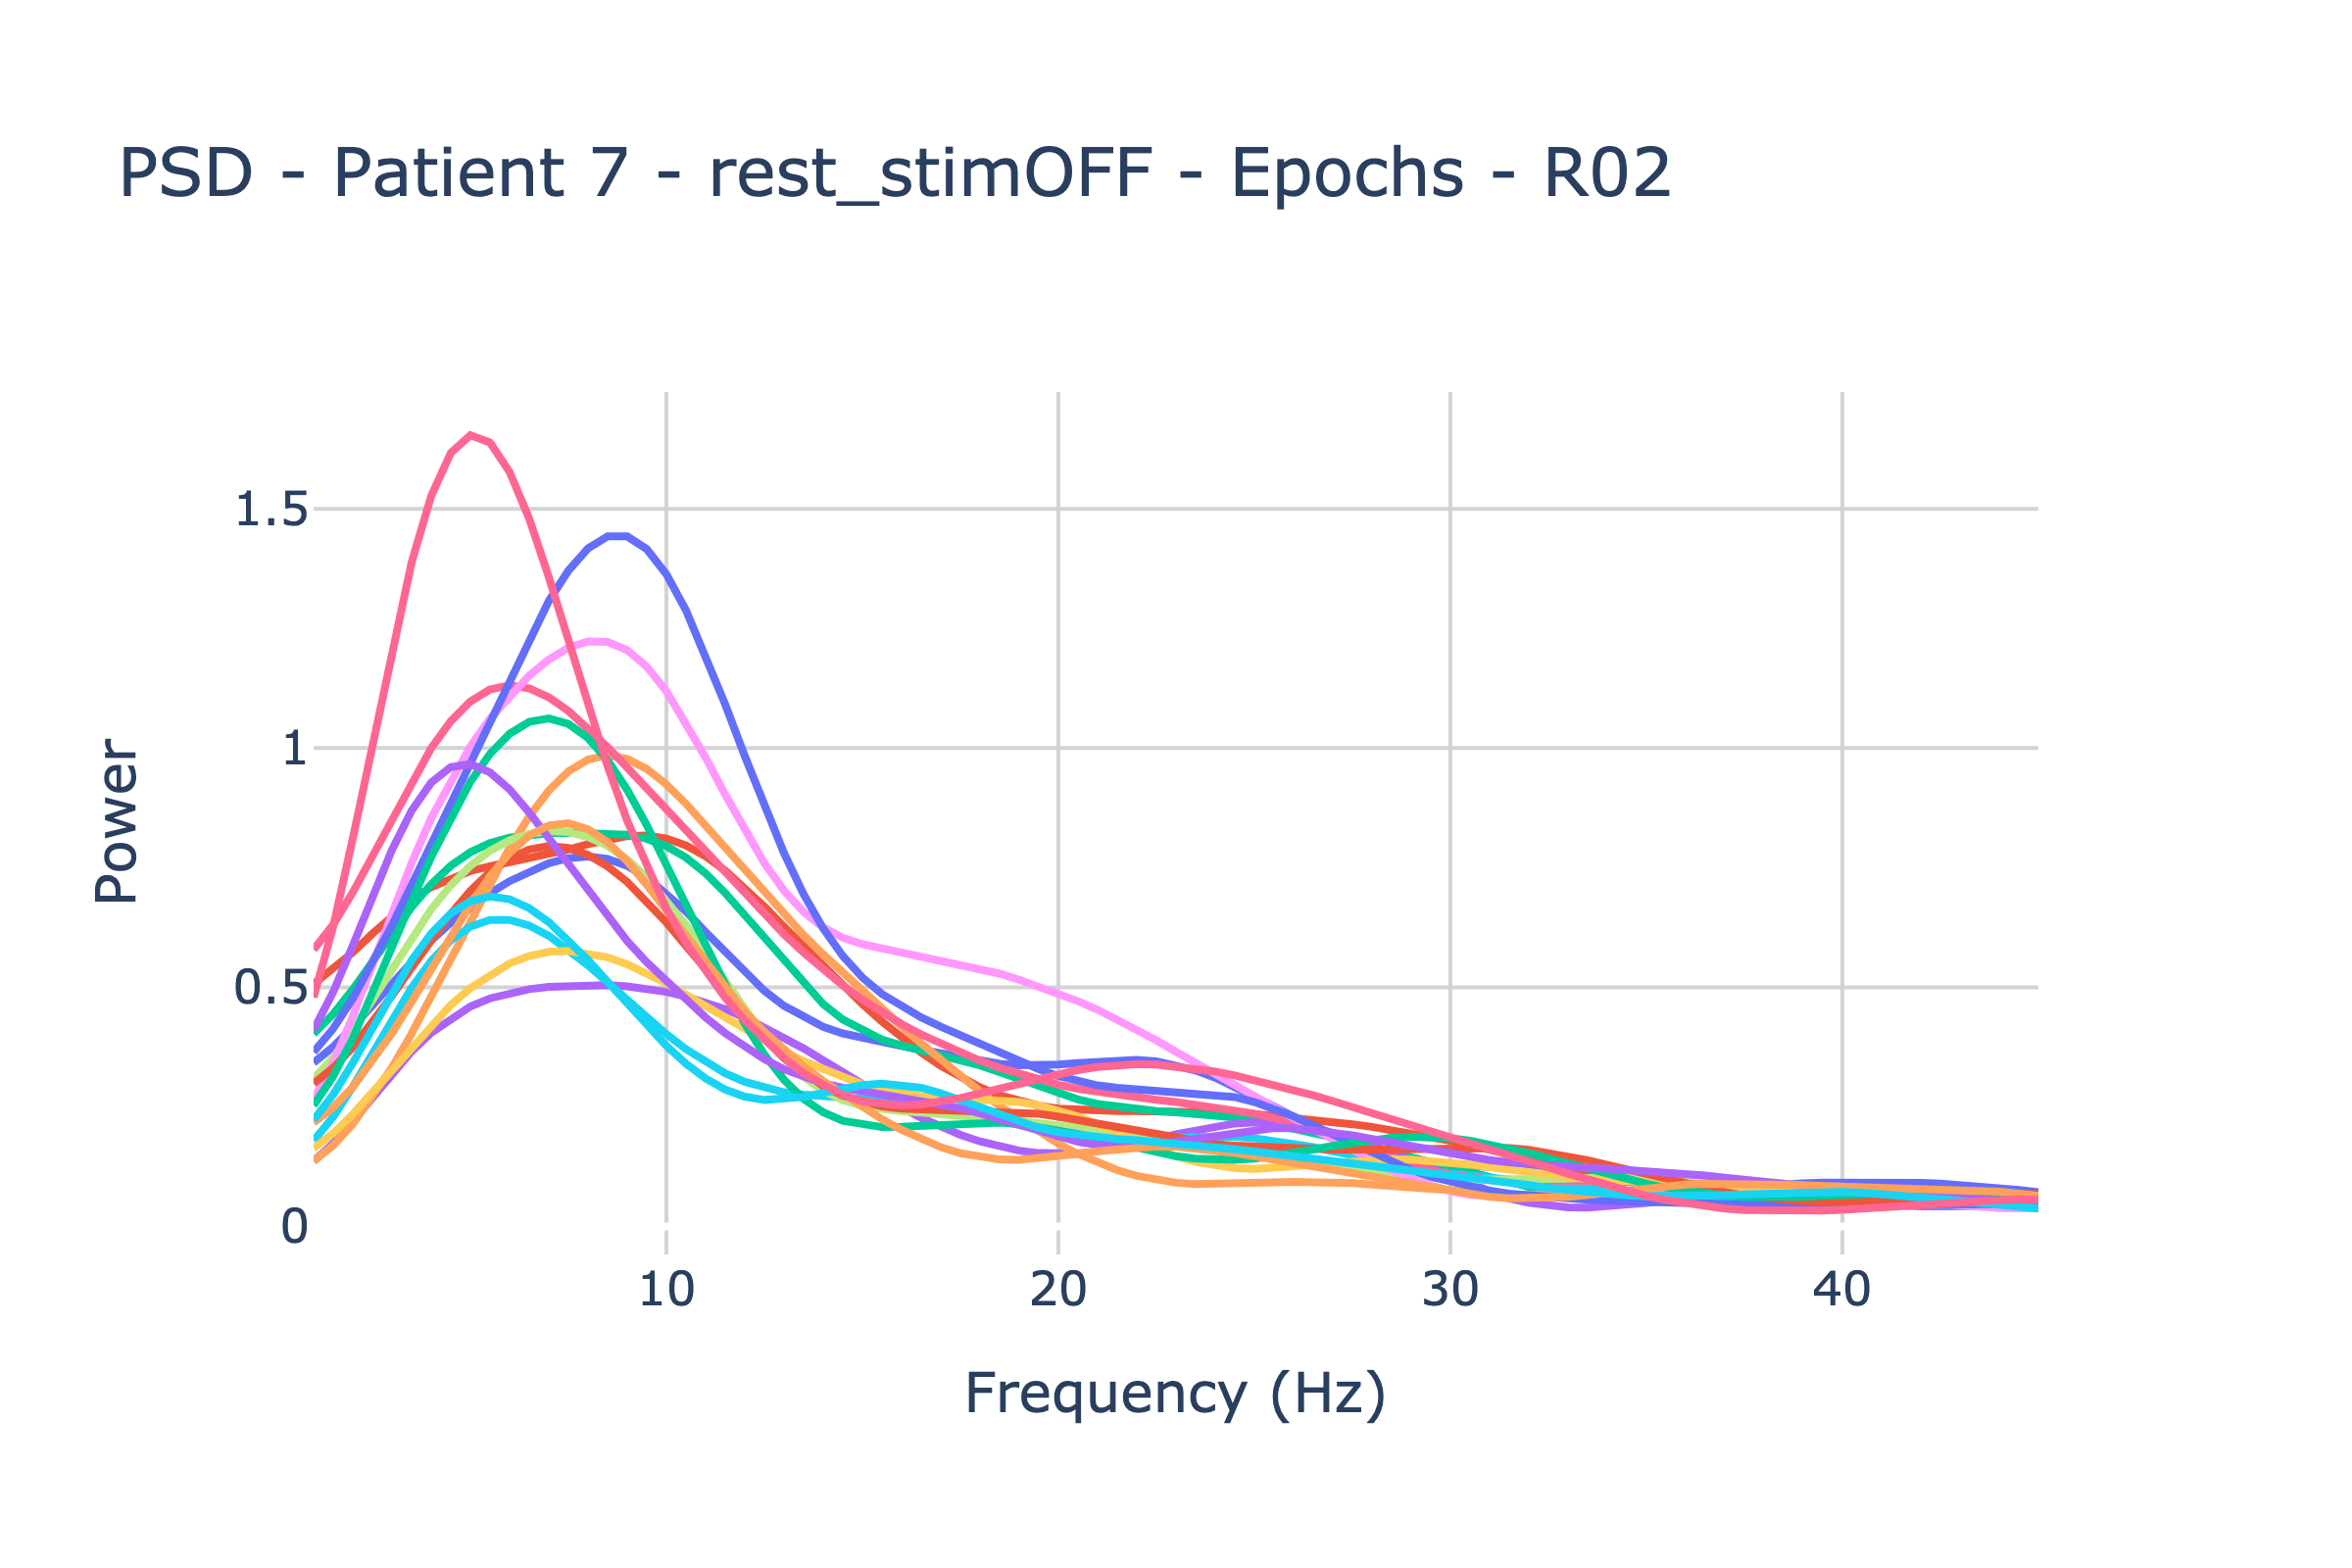 PSD - Patient 7 - rest_stimOFF - Epochs - R02
1.5
1
0.5
0
Power
10 20 30 40
Frequency (Hz)